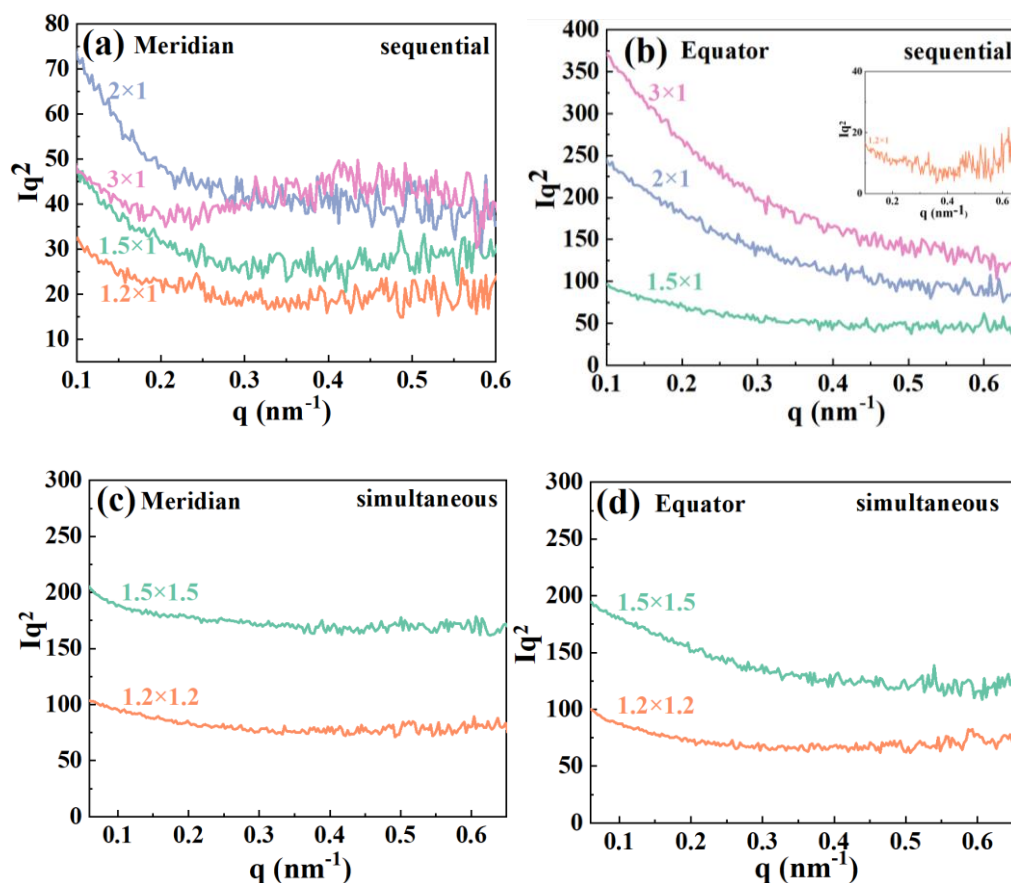 (a) Meridian sequential
80
70
60
50
40
30
20
10
Iq²
2×1
3×1
1.5×1
1.2×1
0.1 0.2 0.3 0.4 0.5 0.6
q (nm⁻¹)
(b) Equator sequential
400
350
300
250
200
150
100
50
0
Iq²
3×1
2×1
1.5×1
0.1 0.2 0.3 0.4 0.5 0.6
q (nm⁻¹)
40
20
0
Iq²
1.2×1
0.2 0.4 0.6
q (nm⁻¹)
(c) Meridian simultaneous
300
250
200
150
100
50
0
Iq²
1.5×1.5
1.2×1.2
0.1 0.2 0.3 0.4 0.5 0.6
q (nm⁻¹)
(d) Equator simultaneous
300
250
200
150
100
50
0
Iq²
1.5×1.5
1.2×1.2
0.1 0.2 0.3 0.4 0.5 0.6
q (nm⁻¹)